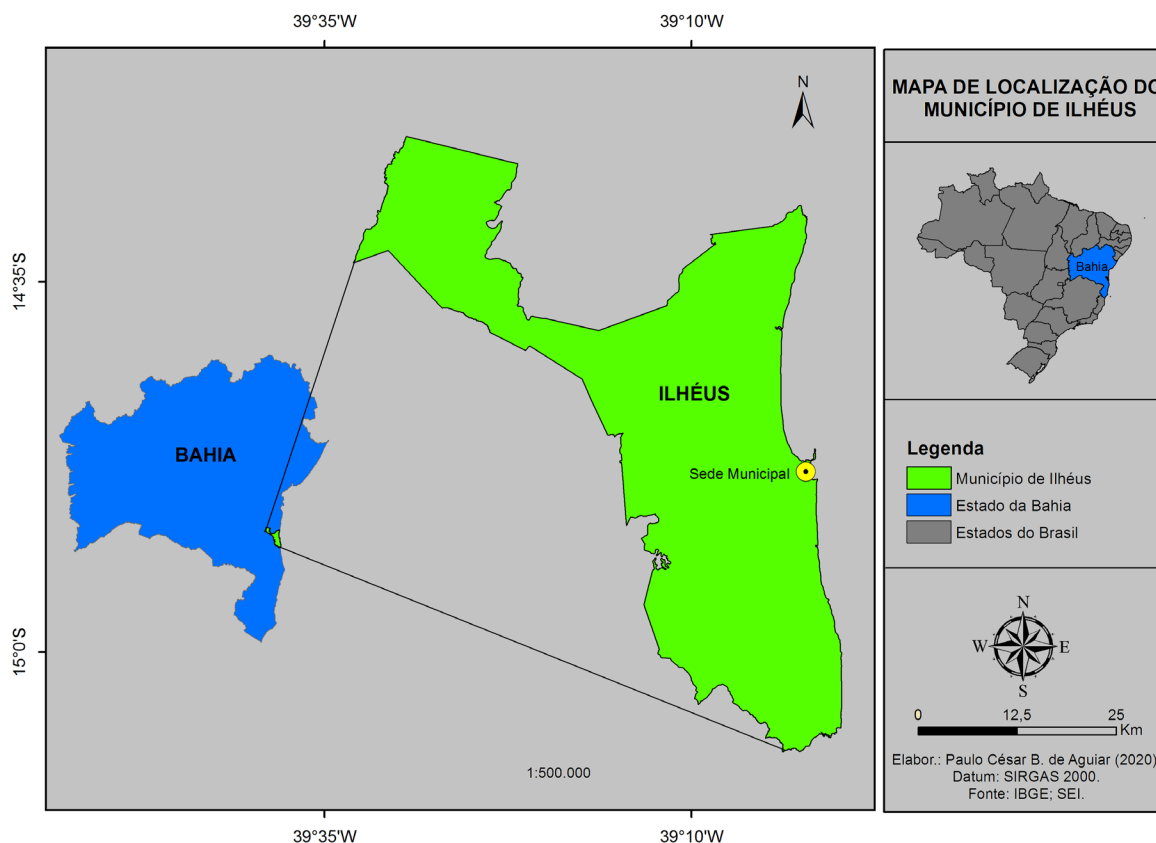 39°35'W
39°10'W
N
14°35'S
15°0'S
BAHIA
ILHÉUS
Sede Municipal
1:500.000
39°35'W
39°10'W
MAPA DE LOCALIZAÇÃO DO
MUNICÍPIO DE ILHÉUS
Bahia
Legenda
Município de Ilhéus
Estado da Bahia
Estados do Brasil
N
W
E
S
0 12,5 25
Km
Elabor.: Paulo César B. de Aguiar (2020)
Datum: SIRGAS 2000.
Fonte: IBGE; SEI.